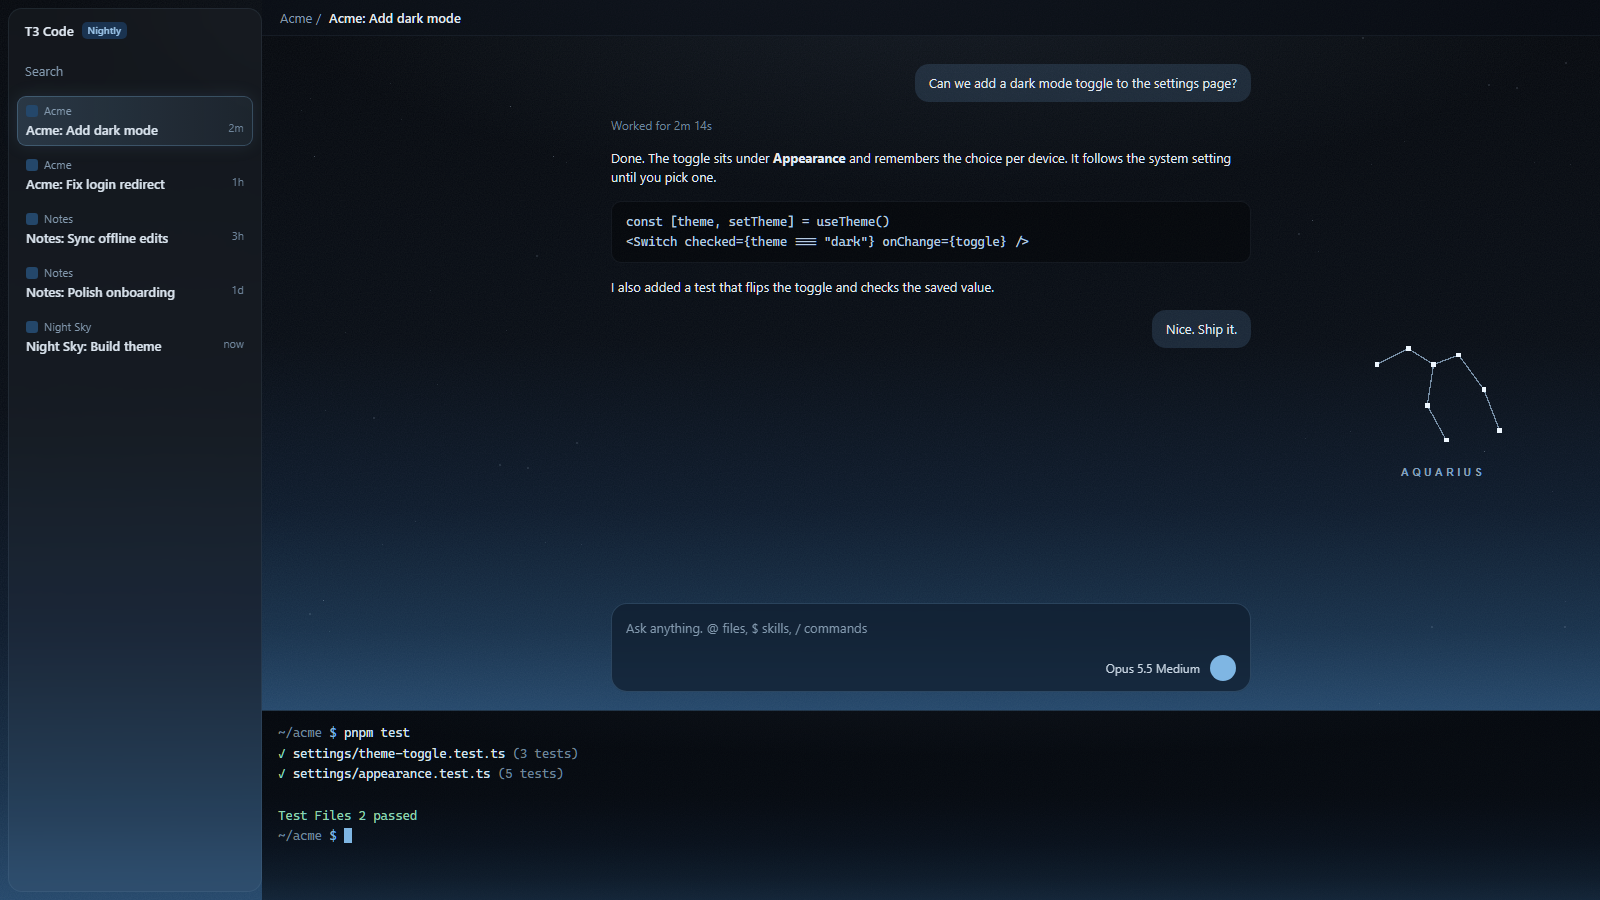 T3 Code Nightly
Search
Acme
Acme: Add dark mode 2m
Acme
Acme: Fix login redirect 1h
Notes
Notes: Sync offline edits 3h
Notes
Notes: Polish onboarding 1d
Night Sky
Night Sky: Build theme now
Acme / Acme: Add dark mode
Can we add a dark mode toggle to the settings page?
Worked for 2m 14s
Done. The toggle sits under Appearance and remembers the choice per device. It follows the system setting
until you pick one.
const [theme, setTheme] = useTheme()
<Switch checked={theme === "dark"} onChange={toggle} />
I also added a test that flips the toggle and checks the saved value.
Nice. Ship it.
AQUARIUS
Ask anything. @ files, $ skills, / commands
Opus 5.5 Medium
~/acme $ pnpm test
✓ settings/theme-toggle.test.ts (3 tests)
✓ settings/appearance.test.ts (5 tests)
Test Files 2 passed
~/acme $